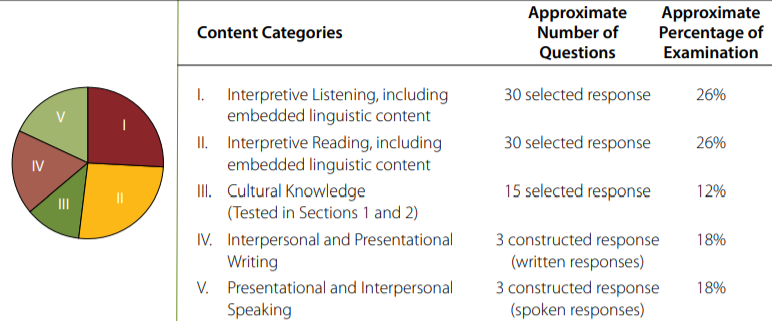 Content Categories
Approximate
Number of
Questions
Approximate
Percentage of
Examination
I. Interpretive Listening, including
embedded linguistic content
30 selected response
26%
II. Interpretive Reading, including
embedded linguistic content
30 selected response
26%
III. Cultural Knowledge
(Tested in Sections 1 and 2)
15 selected response
12%
IV. Interpersonal and Presentational
Writing
3 constructed response
(written responses)
18%
V. Presentational and Interpersonal
Speaking
3 constructed response
(spoken responses)
18%
V
I
IV
III
II